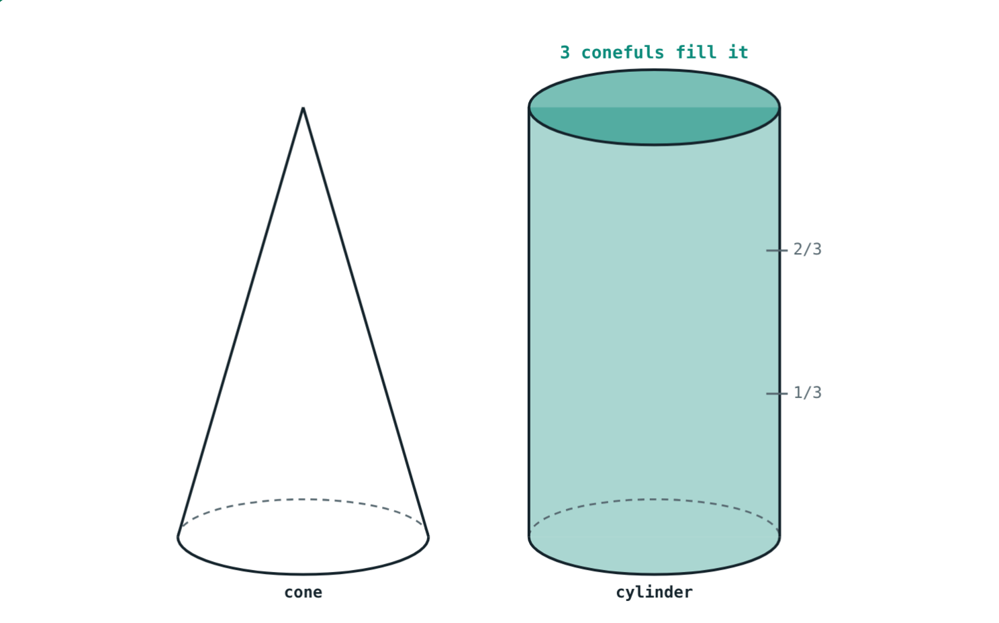 3 conefuls fill it
2/3
1/3
cone
cylinder